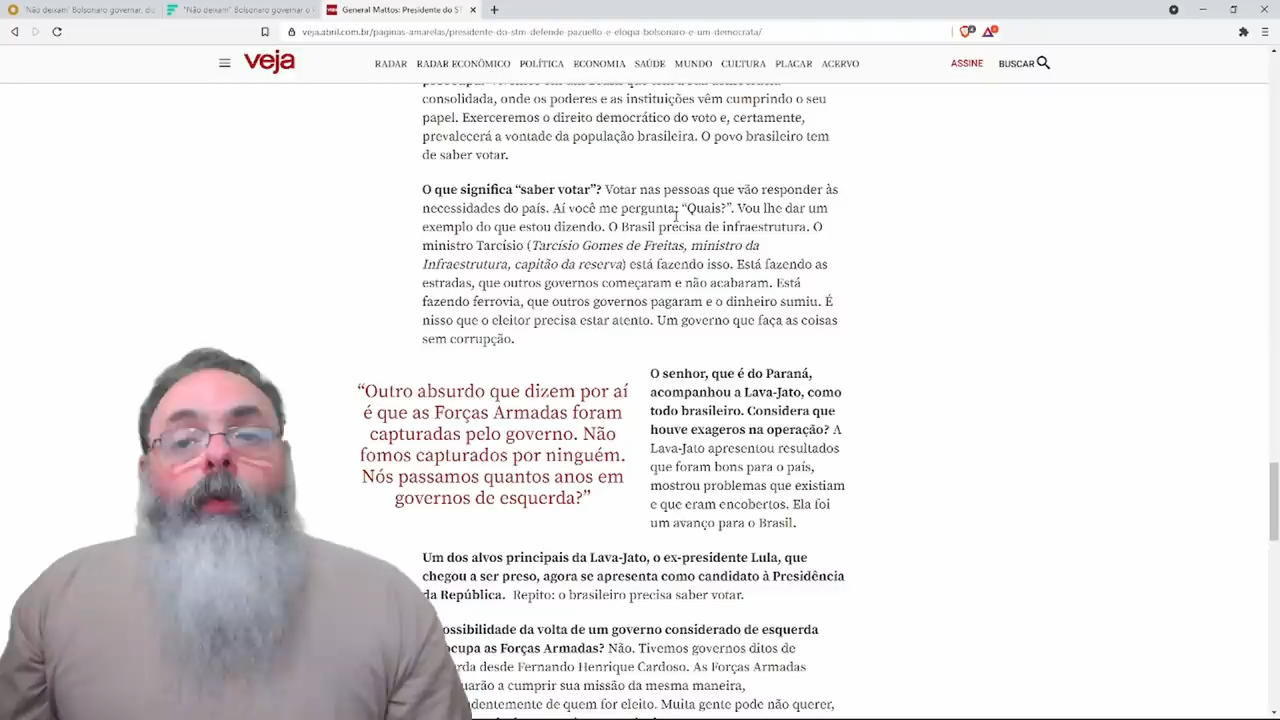 "Não deixam" Bolsonaro governar, diz
"Não deixam" Bolsonaro governar o
General Mattos: Presidente do ST
veja.abril.com.br/paginas-amarelas/presidente-do-stm-defende-pazuello-e-elogia-bolsonaro-e-um-democrata/
veja
RADAR RADAR ECONÔMICO POLÍTICA ECONOMIA SAÚDE MUNDO CULTURA PLACAR ACERVO
ASSINE BUSCAR
consolidada, onde os poderes e as instituições vêm cumprindo o seu
papel. Exerceremos o direito democrático do voto e, certamente,
prevalecerá a vontade da população brasileira. O povo brasileiro tem
de saber votar.
O que significa “saber votar”? Votar nas pessoas que vão responder às
necessidades do país. Aí você me pergunta: “Quais?”. Vou lhe dar um
exemplo do que estou dizendo. O Brasil precisa de infraestrutura. O
ministro Tarcísio (Tarcísio Gomes de Freitas, ministro da
Infraestrutura, capitão da reserva) está fazendo isso. Está fazendo as
estradas, que outros governos começaram e não acabaram. Está
fazendo ferrovia, que outros governos pagaram e o dinheiro sumiu. É
nisso que o eleitor precisa estar atento. Um governo que faça as coisas
sem corrupção.
“Outro absurdo que dizem por aí
é que as Forças Armadas foram
capturadas pelo governo. Não
fomos capturados por ninguém.
Nós passamos quantos anos em
governos de esquerda?”
O senhor, que é do Paraná,
acompanhou a Lava-Jato, como
todo brasileiro. Considera que
houve exageros na operação? A
Lava-Jato apresentou resultados
que foram bons para o país,
mostrou problemas que existiam
e que eram encobertos. Ela foi
um avanço para o Brasil.
Um dos alvos principais da Lava-Jato, o ex-presidente Lula, que
chegou a ser preso, agora se apresenta como candidato à Presidência
da República. Repito: o brasileiro precisa saber votar.
ossibilidade da volta de um governo considerado de esquerda
ocupa as Forças Armadas? Não. Tivemos governos ditos de
rda desde Fernando Henrique Cardoso. As Forças Armadas
uarão a cumprir sua missão da mesma maneira,
dentemente de quem for eleito. Muita gente pode não querer,